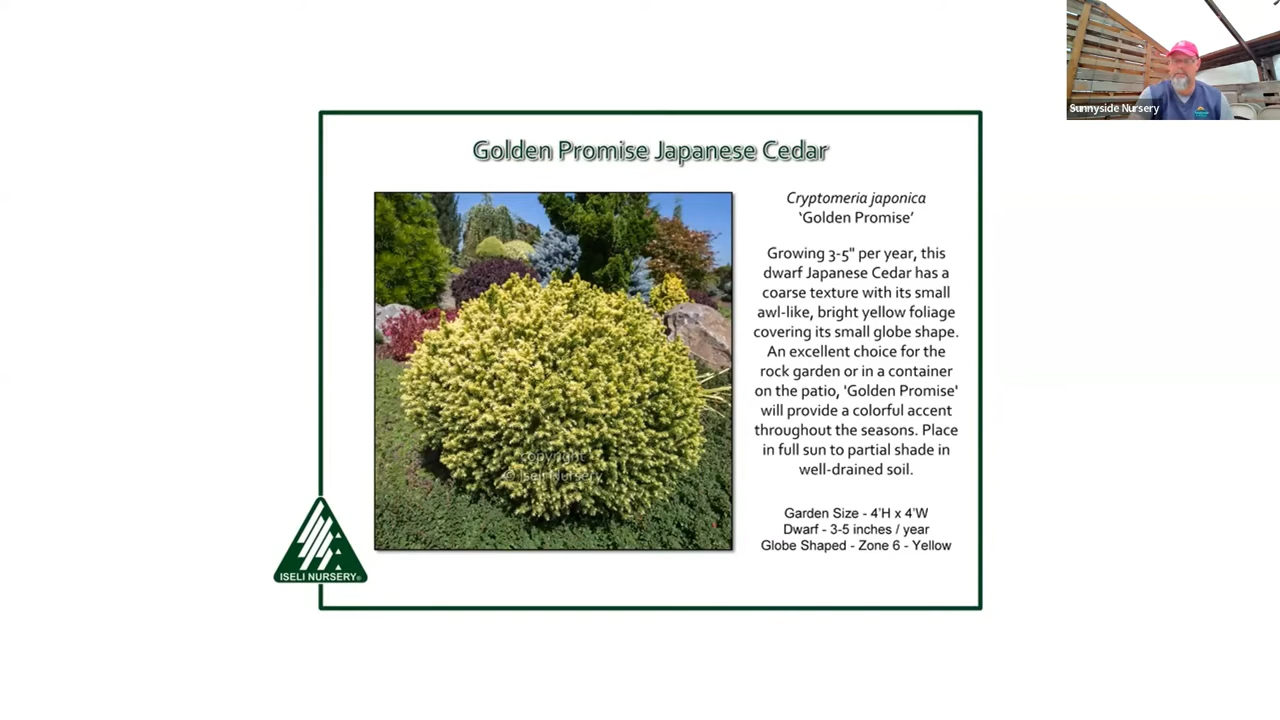 Sunnyside Nursery
Golden Promise Japanese Cedar
Cryptomeria japonica
‘Golden Promise’
Growing 3-5" per year, this
dwarf Japanese Cedar has a
coarse texture with its small
awl-like, bright yellow foliage
covering its small globe shape.
An excellent choice for the
rock garden or in a container
on the patio, 'Golden Promise'
will provide a colorful accent
throughout the seasons. Place
in full sun to partial shade in
well-drained soil.
Garden Size - 4'H x 4'W
Dwarf - 3-5 inches / year
Globe Shaped - Zone 6 - Yellow
copyright
© Iseli Nursery
ISELI NURSERY®